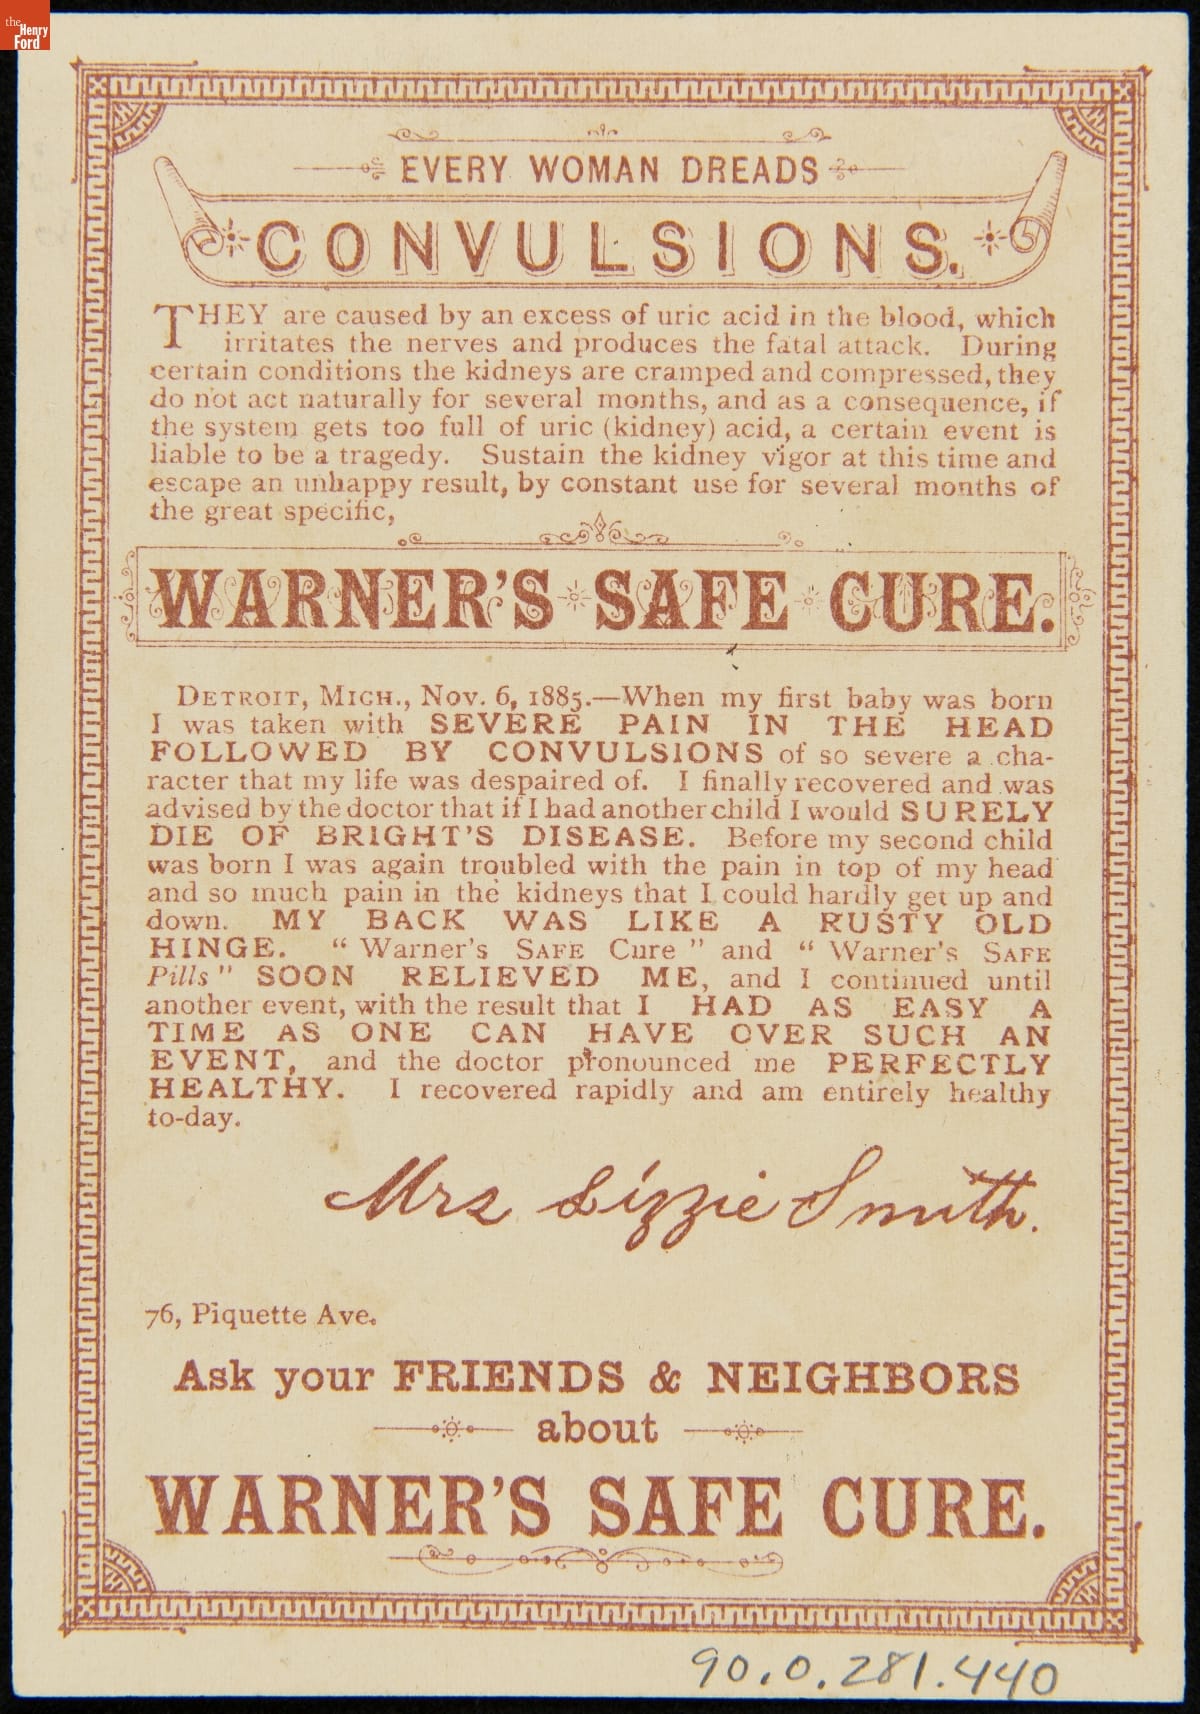 the
Henry
Ford
EVERY WOMAN DREADS
CONVULSIONS.
THEY are caused by an excess of uric acid in the blood, which
irritates the nerves and produces the fatal attack. During
certain conditions the kidneys are cramped and compressed, they
do not act naturally for several months, and as a consequence, if
the system gets too full of uric (kidney) acid, a certain event is
liable to be a tragedy. Sustain the kidney vigor at this time and
escape an unhappy result, by constant use for several months of
the great specific,
WARNER'S SAFE CURE.
DETROIT, MICH., Nov. 6, 1885.—When my first baby was born
I was taken with SEVERE PAIN IN THE HEAD
FOLLOWED BY CONVULSIONS of so severe a cha-
racter that my life was despaired of. I finally recovered and was
advised by the doctor that if I had another child I would SURELY
DIE OF BRIGHT'S DISEASE. Before my second child
was born I was again troubled with the pain in top of my head
and so much pain in the kidneys that I could hardly get up and
down. MY BACK WAS LIKE A RUSTY OLD
HINGE. “ Warner's SAFE Cure ” and “ Warner's SAFE
Pills ” SOON RELIEVED ME, and I continued until
another event, with the result that I HAD AS EASY A
TIME AS ONE CAN HAVE OVER SUCH AN
EVENT, and the doctor pronounced me PERFECTLY
HEALTHY. I recovered rapidly and am entirely healthy
to-day.
Mrs Lizzie Smith.
76, Piquette Ave.
Ask your FRIENDS & NEIGHBORS
about
WARNER'S SAFE CURE.
90.0.281.440